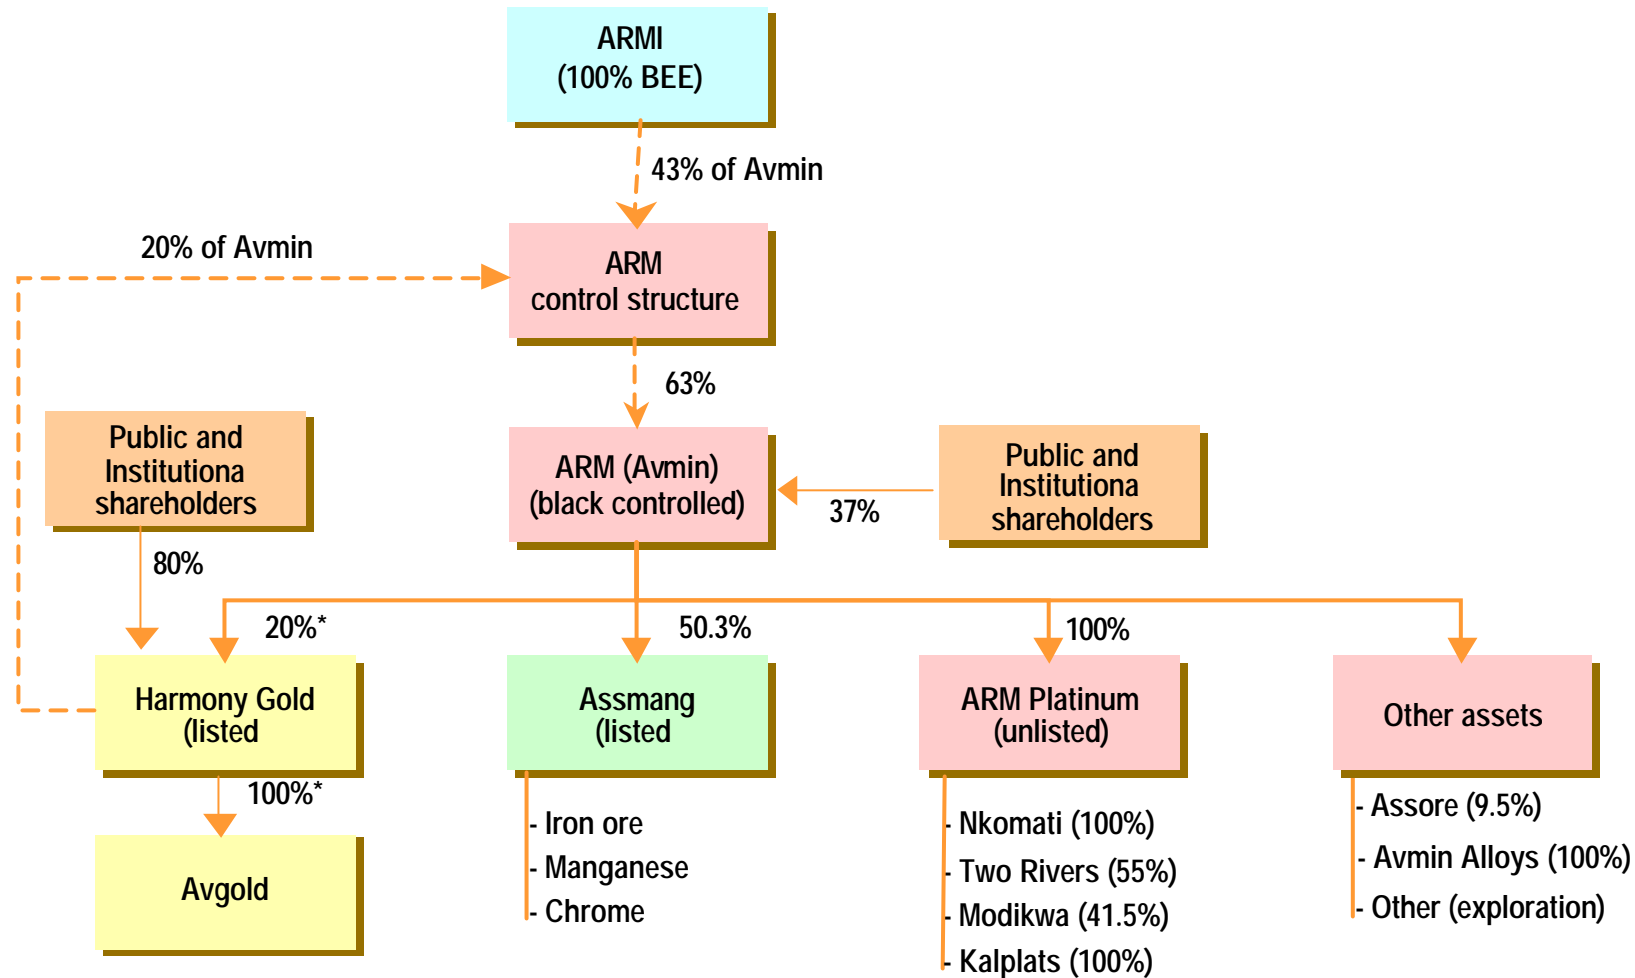 ARMI
(100% BEE)
43% of Avmin
20% of Avmin
ARM
control structure
63%
Public and
Institutiona
shareholders
ARM (Avmin)
(black controlled)
37%
Public and
Institutiona
shareholders
80%
20%*
50.3%
100%
Harmony Gold
(listed
Assmang
(listed
ARM Platinum
(unlisted)
Other assets
100%*
Avgold
- Iron ore
- Manganese
- Chrome
- Nkomati (100%)
- Two Rivers (55%)
- Modikwa (41.5%)
- Kalplats (100%)
- Assore (9.5%)
- Avmin Alloys (100%)
- Other (exploration)